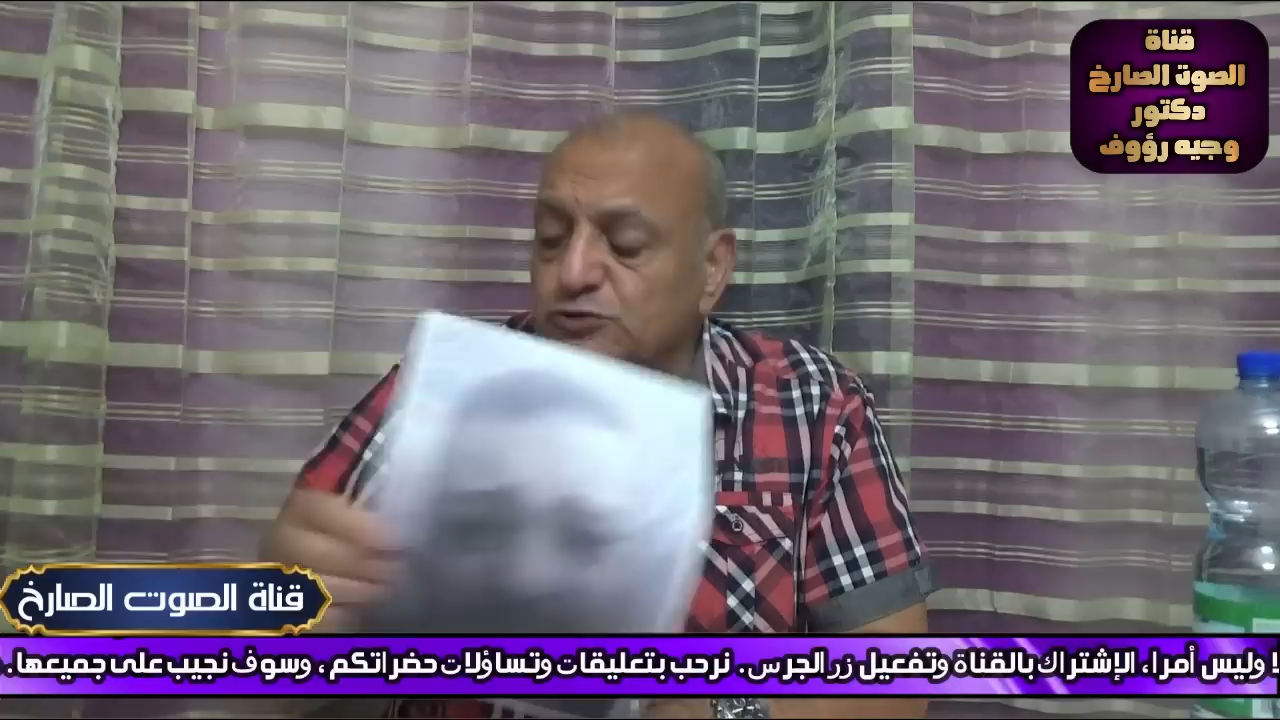 قناة
الصوت الصارخ
دكتور
وجيه رؤوف
قناة الصوت الصارخ
وليس أمرا، الإشتراك بالقناة وتفعيل زر الجرس. نرحب بتعليقات وتساؤلات حضراتكم، وسوف نجيب على جميعها.